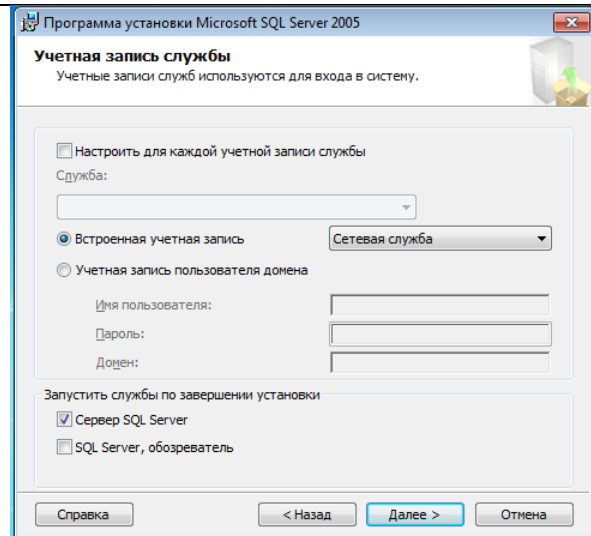 Программа установки Microsoft SQL Server 2005
Учетная запись службы
Учетные записи служб используются для входа в систему.
Настроить для каждой учетной записи службы
Служба:
Встроенная учетная запись Сетевая служба
Учетная запись пользователя домена
Имя пользователя:
Пароль:
Домен:
Запустить службы по завершении установки
Сервер SQL Server
SQL Server, обозреватель
Справка < Назад Далее > Отмена